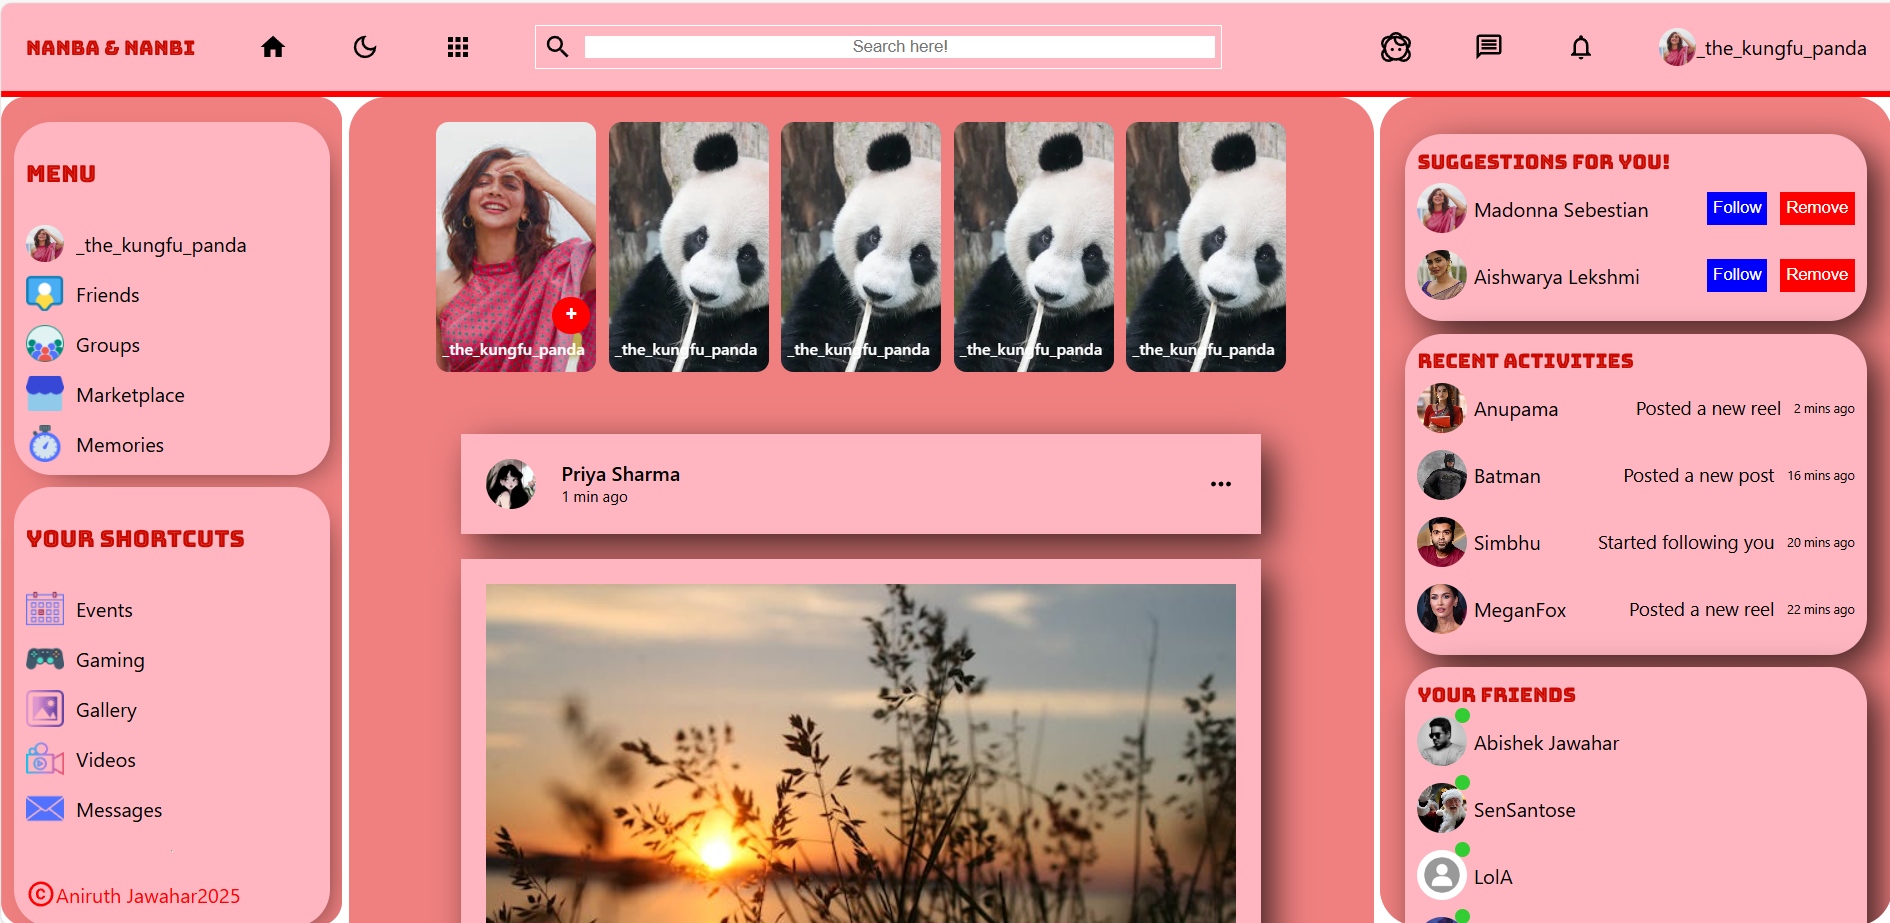 NANBA & NANBI
Search here!
_the_kungfu_panda
MENU
_the_kungfu_panda
Friends
Groups
Marketplace
Memories
YOUR SHORTCUTS
Events
Gaming
Gallery
Videos
Messages
©Aniruth Jawahar2025
+
_the_kungfu_panda
_the_kungfu_panda
_the_kungfu_panda
_the_kungfu_panda
_the_kungfu_panda
Priya Sharma
1 min ago
SUGGESTIONS FOR YOU!
Madonna Sebestian Follow Remove
Aishwarya Lekshmi Follow Remove
RECENT ACTIVITIES
Anupama Posted a new reel 2 mins ago
Batman Posted a new post 16 mins ago
Simbhu Started following you 20 mins ago
MeganFox Posted a new reel 22 mins ago
YOUR FRIENDS
Abishek Jawahar
SenSantose
LolA